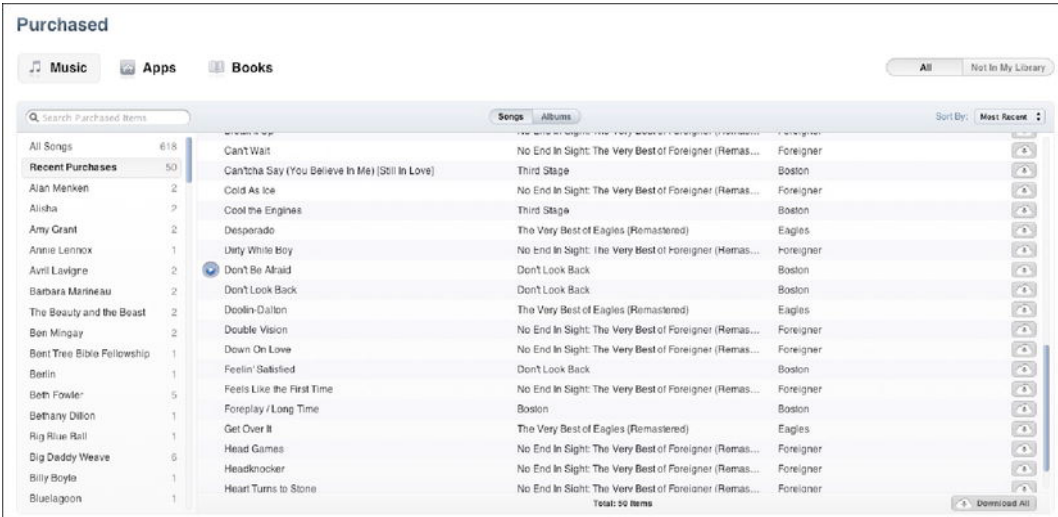 Purchased
Music Apps Books All Not In My Library
Search Purchased Items Songs Albums Sort By: Most Recent
All Songs 618
Recent Purchases 50
Alan Menken 2
Alisha 2
Amy Grant 2
Annie Lennox 1
Avril Lavigne 2
Barbara Marineau 2
The Beauty and the Beast 2
Ben Mingay 2
Bent Tree Bible Fellowship 1
Berlin 1
Beth Fowler 5
Bethany Dillon 1
Big Blue Ball 1
Big Daddy Weave 6
Billy Boyle 1
Bluelagoon 1
Break It Up No End In Sight: The Very Best of Foreigner (Remas... Foreigner
Can't Wait No End In Sight: The Very Best of Foreigner (Remas... Foreigner
Can'tcha Say (You Believe In Me) [Still In Love] Third Stage Boston
Cold As Ice No End In Sight: The Very Best of Foreigner (Remas... Foreigner
Cool the Engines Third Stage Boston
Desperado The Very Best of Eagles (Remastered) Eagles
Dirty White Boy No End In Sight: The Very Best of Foreigner (Remas... Foreigner
Don't Be Afraid Don't Look Back Boston
Don't Look Back Don't Look Back Boston
Doolin-Dalton The Very Best of Eagles (Remastered) Eagles
Double Vision No End In Sight: The Very Best of Foreigner (Remas... Foreigner
Down On Love No End In Sight: The Very Best of Foreigner (Remas... Foreigner
Feelin' Satisfied Don't Look Back Boston
Feels Like the First Time No End In Sight: The Very Best of Foreigner (Remas... Foreigner
Foreplay / Long Time Boston Boston
Get Over It The Very Best of Eagles (Remastered) Eagles
Head Games No End In Sight: The Very Best of Foreigner (Remas... Foreigner
Headknocker No End In Sight: The Very Best of Foreigner (Remas... Foreigner
Heart Turns to Stone No End In Sight: The Very Best of Foreigner (Remas... Foreigner
Total: 50 Items Download All